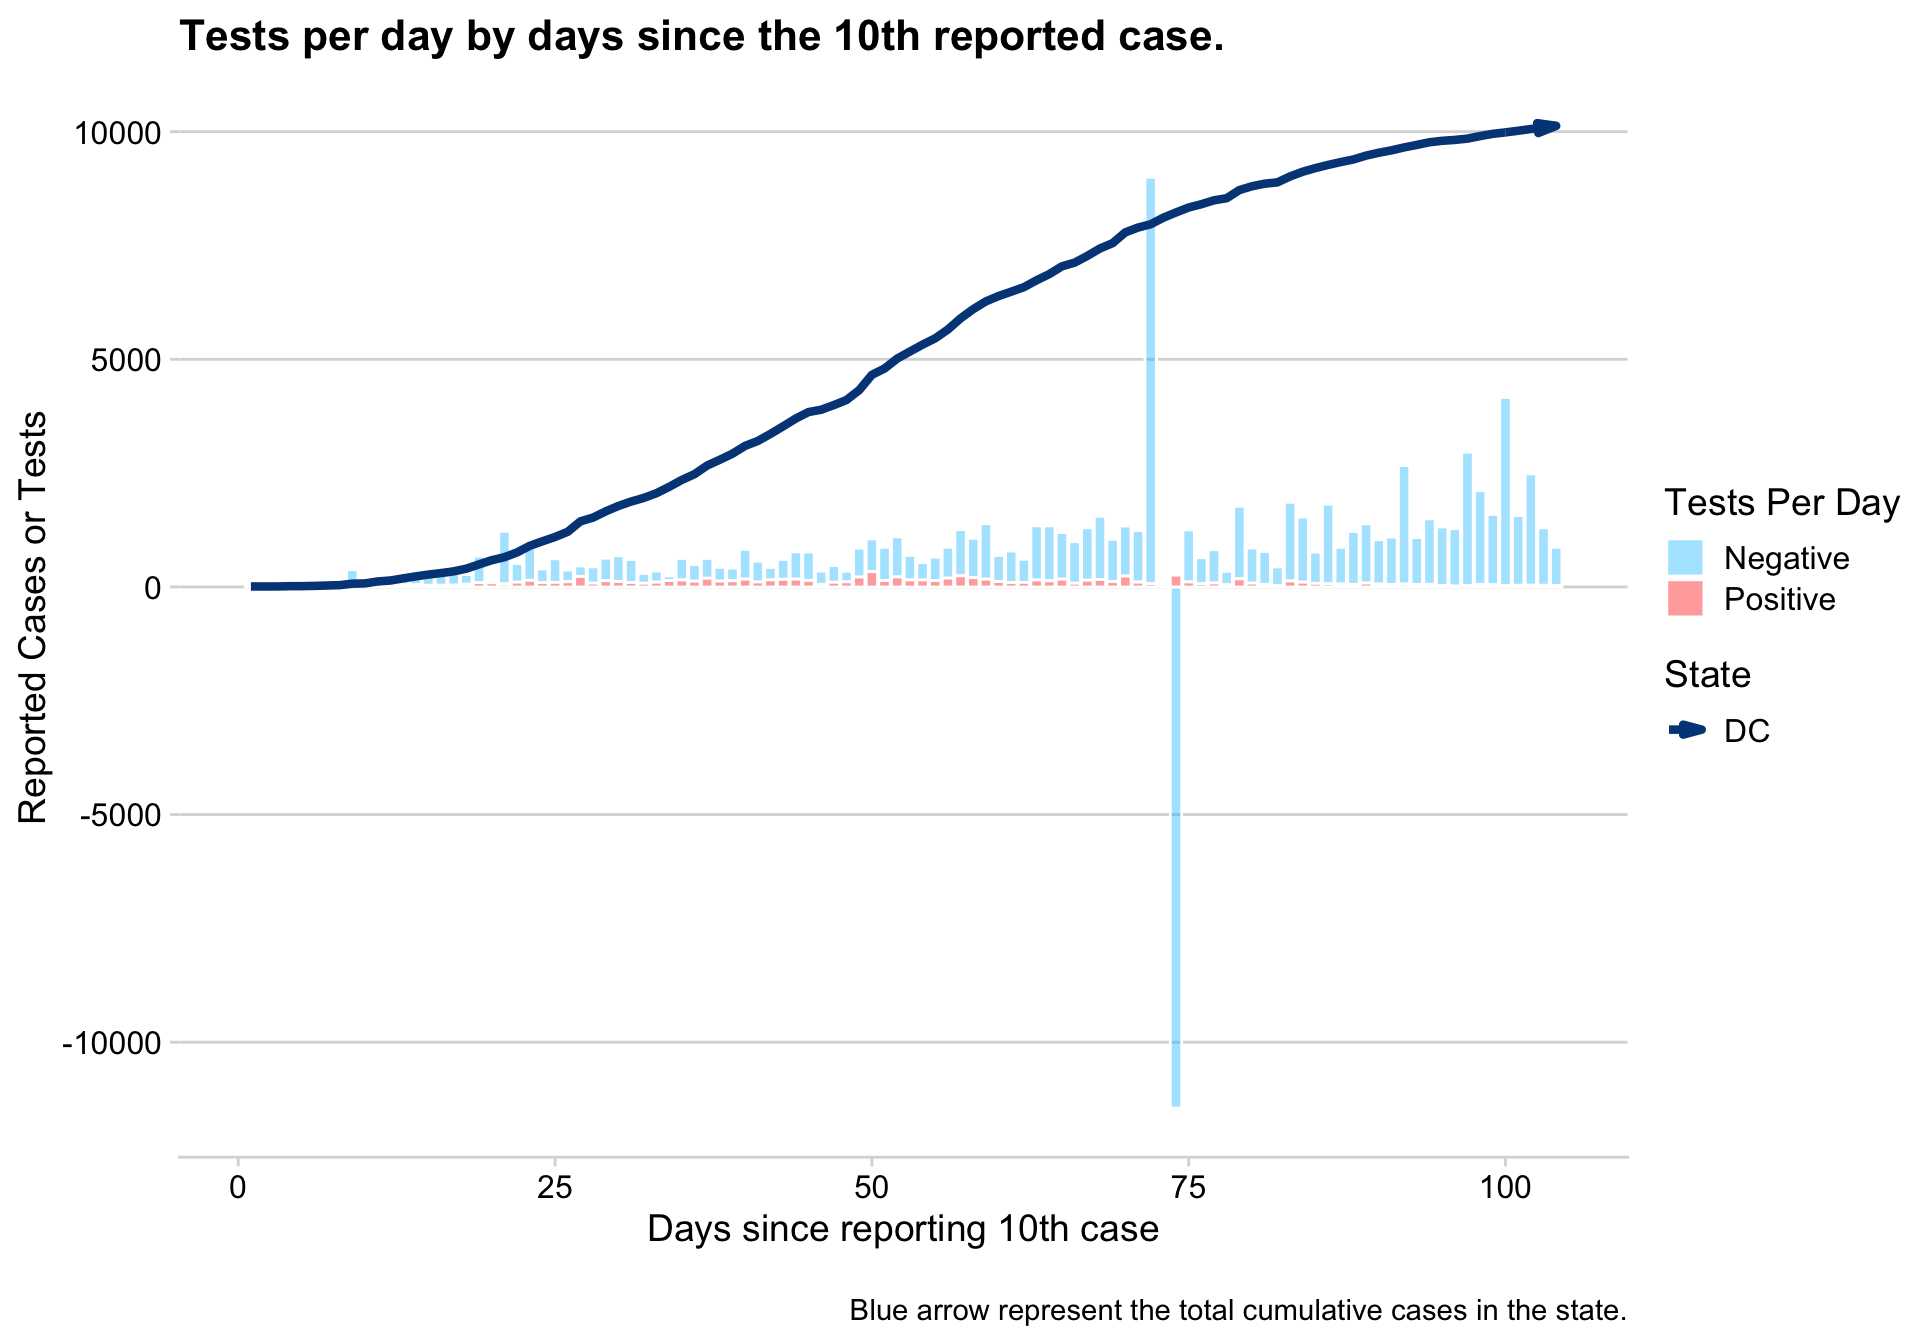 Tests per day by days since the 10th reported case.
10000
5000
0
-5000
-10000
Reported Cases or Tests
0 25 50 75 100
Days since reporting 10th case
Tests Per Day
Negative
Positive
State
DC
Blue arrow represent the total cumulative cases in the state.